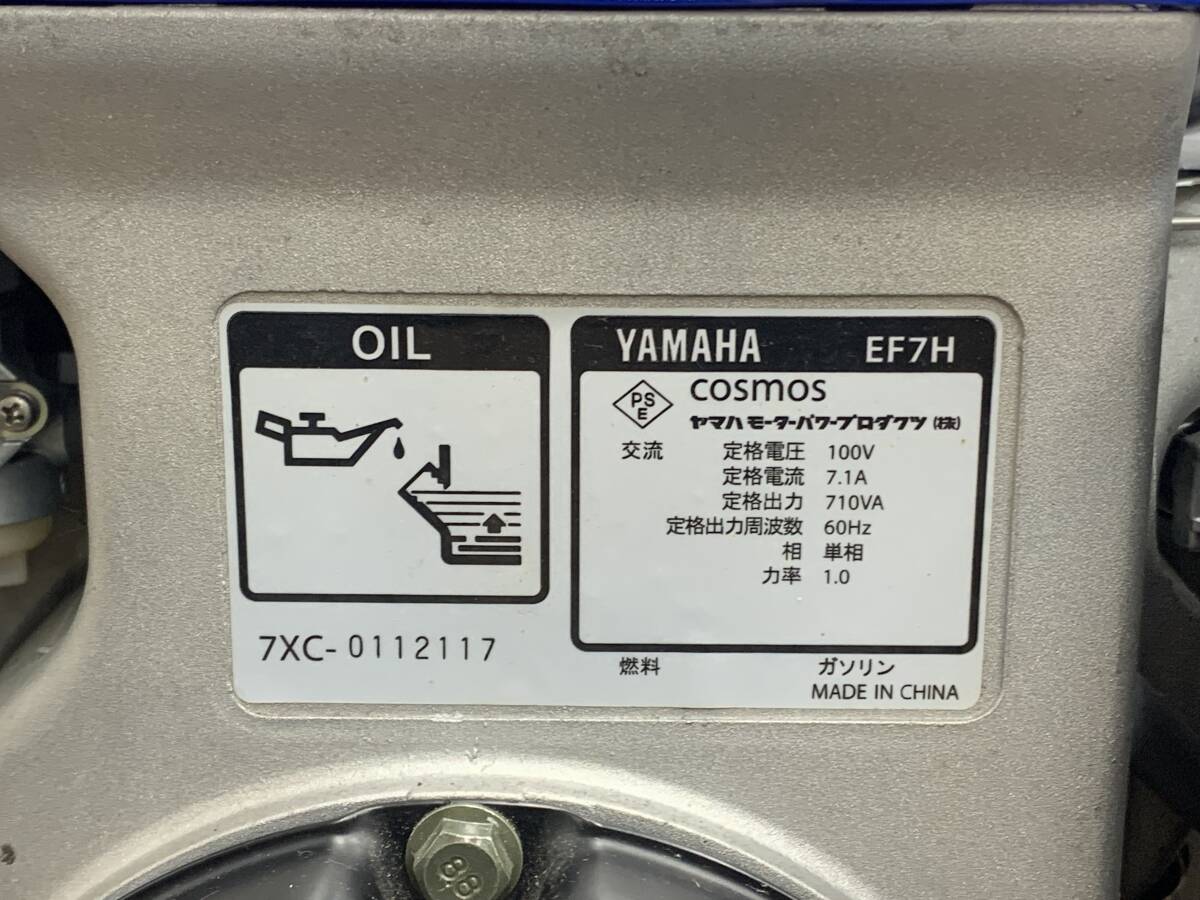 OIL
7XC-0112117
YAMAHA EF7H
PS
E
cosmos
ヤマハモーターパワープロダクツ(株)
交流 定格電圧 100V
定格電流 7.1A
定格出力 710VA
定格出力周波数 60Hz
相 単相
力率 1.0
燃料 ガソリン
MADE IN CHINA
8.8